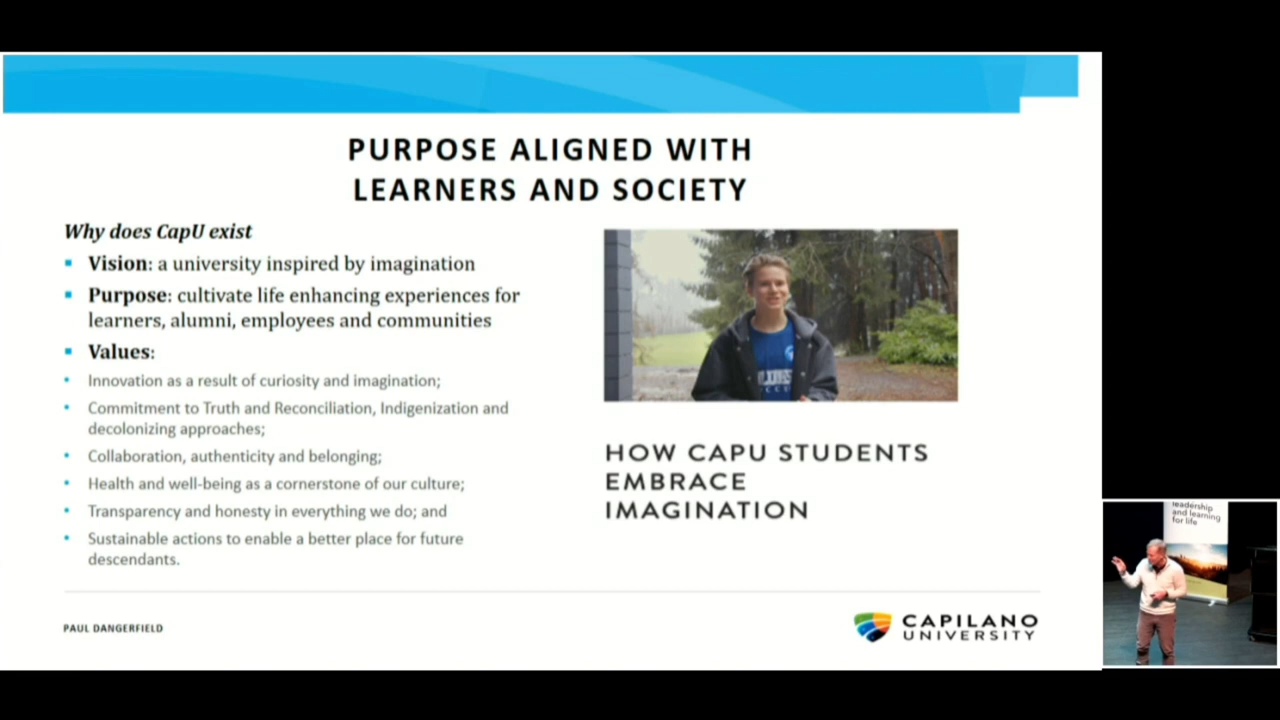 PURPOSE ALIGNED WITH
LEARNERS AND SOCIETY
Why does CapU exist
Vision: a university inspired by imagination
Purpose: cultivate life enhancing experiences for
learners, alumni, employees and communities
Values:
Innovation as a result of curiosity and imagination;
Commitment to Truth and Reconciliation, Indigenization and
decolonizing approaches;
Collaboration, authenticity and belonging;
Health and well-being as a cornerstone of our culture;
Transparency and honesty in everything we do; and
Sustainable actions to enable a better place for future
descendants.
HOW CAPU STUDENTS
EMBRACE
IMAGINATION
PAUL DANGERFIELD
CAPILANO
UNIVERSITY
leadership
and learning
for life